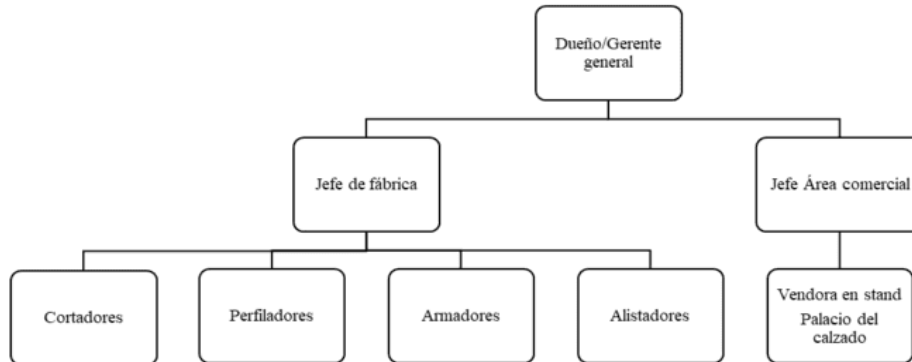 Dueño/Gerente
general
Jefe de fábrica
Jefe Área comercial
Cortadores
Perfiladores
Armadores
Alistadores
Vendora en stand
Palacio del
calzado